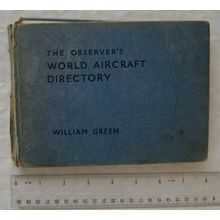 THE OBSERVER'S
WORLD AIRCRAFT
DIRECTORY
WILLIAM GREEN